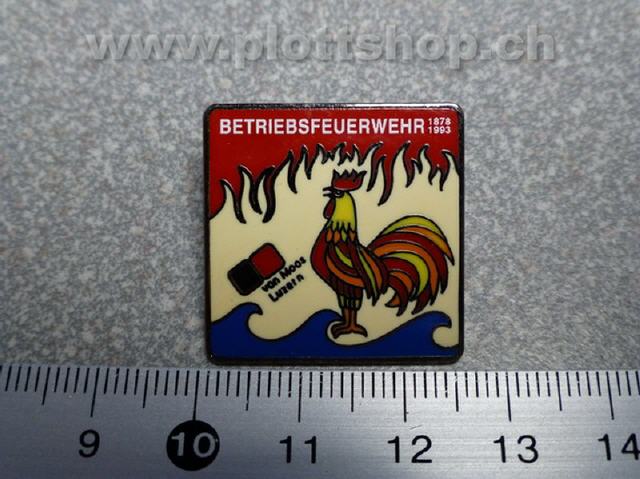 www.plottshop.ch
BETRIEBSFEUERWEHR 1878
1993
von Moos
Luzern
9 10 11 12 13 14